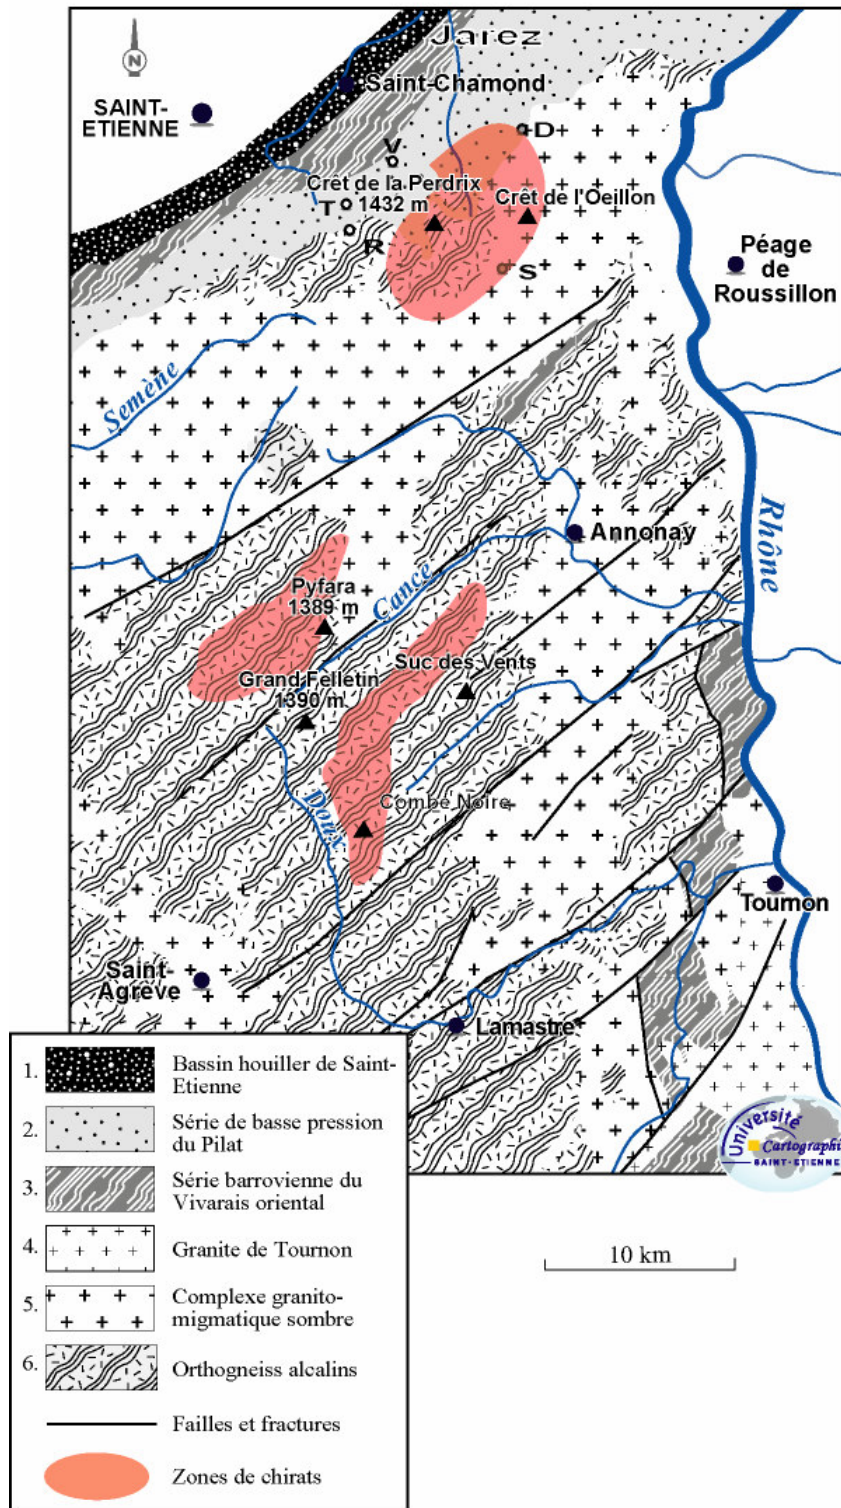 N
Jarez
Saint-Chamond
SAINT-
ETIENNE
D
V
Crêt de la Perdrix
1432 m
Crêt de l'Oeillon
T
R
S
Péage
de
Roussillon
Semène
Rhône
Annonay
Cance
Pyfara
1389 m
Suc des Vents
Grand Felletin
1390 m
Doux
Combe Noire
Tournon
Saint-
Agrève
Lamastre
Université
Cartographie
SAINT-ETIENNE
1. Bassin houiller de Saint-
Etienne
2. Série de basse pression
du Pilat
3. Série barrovienne du
Vivarais oriental
4. Granite de Tournon
5. Complexe granito-
migmatique sombre
6. Orthogneiss alcalins
Failles et fractures
Zones de chirats
10 km